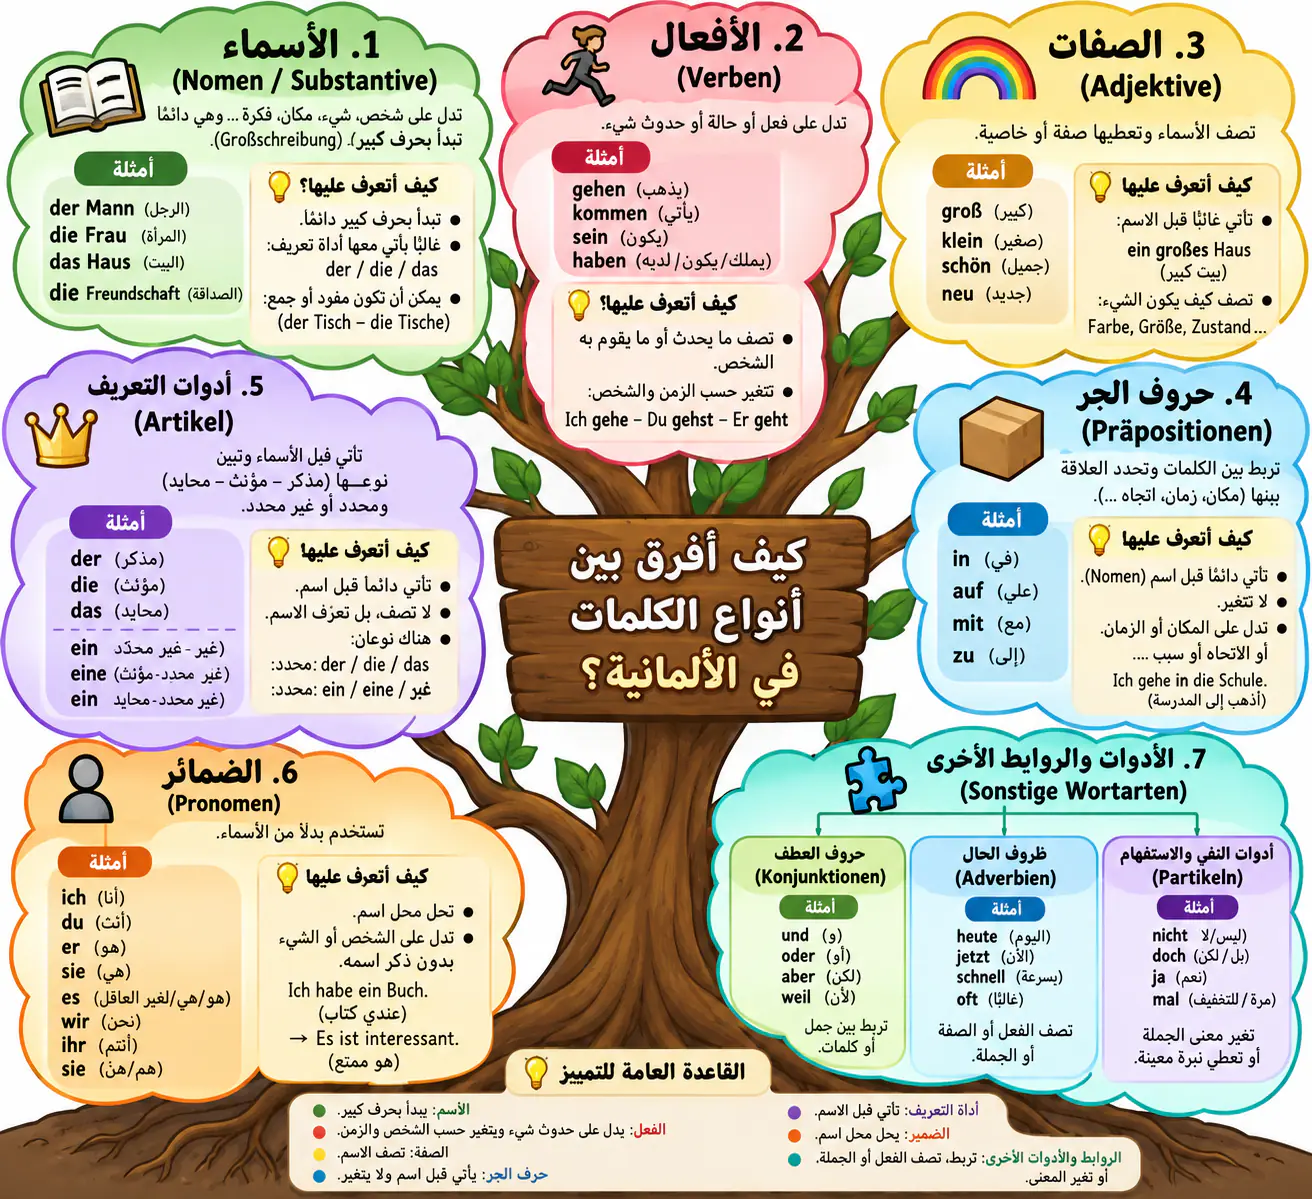 1. الأسماء
(Nomen / Substantive)
تدل على شخص، شيء، مكان، فكرة ... وهي دائمًا
تبدأ بحرف كبير. (Großschreibung).
أمثلة
der Mann (الرجل)
die Frau (المرأة)
das Haus (البيت)
die Freundschaft (الصداقة)
كيف أتعرف عليها؟
● تبدأ بحرف كبير دائمًا.
● غالبًا بأتي معها أداة تعريف:
der / die / das
● يمكن أن تكون مفود أو جمع:
(der Tisch – die Tische)
2. الأفعال
(Verben)
تدل على فعل أو حالة أو حدوث شيء.
أمثلة
gehen (يذهب)
kommen (يأتي)
sein (يكون)
haben (يملك/يكون/لديه)
كيف أتعرف عليها؟
● تصف ما يحدث أو ما يقوم به
الشخص.
● تتغير حسب الزمن والشخص:
Ich gehe – Du gehst – Er geht
3. الصفات
(Adjektive)
تصف الأسماء وتعطيها صفة أو خاصية.
أمثلة
groß (كبير)
klein (صغير)
schön (جميل)
neu (جديد)
كيف أتعرف عليها
● تأتي غالبًا قبل الاسم:
ein großes Haus
(بيت كبير)
● تصف كيف يكون الشيء:
Farbe, Größe, Zustand ...
4. حروف الجر
(Präpositionen)
تربط بين الكلمات وتحدد العلاقة
بينها (مكان، زمان، اتجاه ...).
أمثلة
in (في)
auf (علي)
mit (مع)
zu (إلى)
كيف أتعرف عليها
● تأتي دائمًا قبل اسم (Nomen).
● لا تتغير.
● تدل على المكان أو الزمان.
أو الاتحاه أو سبب ....
Ich gehe in die Schule.
(أذهب إلى المدرسة)
5. أدوات التعريف
(Artikel)
تأتي فبل الأسماء وتبين
نوعـها (مذكر – مؤنث – محايد)
ومحدد أو غير محدد.
أمثلة
der (مذكر)
die (مؤنث)
das (محايد)
ein غير - غير محدّد)
eine (غير محدد-مؤنث)
ein غير محدد-محايد)
كيف أتعرف عليها!
● تأتي دائماً قبل اسم.
● لا تصف، بل تعرّف الاسم.
● هناك نوعان:
محدد: der / die / das:
غير / ein / eine :محدد:
كيف أفرق بين
أنواع الكلمات
في الألمانية؟
6. الضمائر
(Pronomen)
تستخدم بدلأ من الأسماء.
أمثلة
ich (أنا)
du (أنث)
er (هو)
sie (هي)
es (هو/هي/لغير العاقل)
wir (نحن)
ihr (أنتم)
sie (هم/هنّ)
كيف أتعرف عليها
● تحل محل اسم.
● تدل على الشخص أو الشيء
بدون ذكر اسمه.
Ich habe ein Buch.
(عندي كتاب)
→ Es ist interessant.
(هو ممتع)
7. الأدوات والروابط الأخرى
(Sonstige Wortarten)
حروف العطف
(Konjunktionen)
أمثلة
und (و)
oder (أو)
aber (لكن)
weil (لأن)
تربط بين جمل
أو كلمات.
ظروف الحال
(Adverbien)
أمثلة
heute (اليوم)
jetzt (الأن)
schnell (بسرعة)
oft (غالبًا)
تصف الفعل أو الصفة
أو الجملة.
أدوات النفي والاستفهام
(Partikeln)
أمثلة
nicht ليس/لا)
doch (بل/لكن)
ja (نعم)
mal (مرة/للتخفيف)
تغير معنى الجملة
أو تعطي نبرة معينة.
القاعدة العامة للتمييز
الأسم: يبدأ بحرف كبير.
الفعل: يدل على حدوث شيء ويتغير حسب الشخص والزمن.
الصفة: تصف الاسم.
حرف الجر: يأتي قبل اسم ولا يتغير.
أداة التعريف: تأتي فبل الاسم.
الضمير: يحل محل اسم.
الروابط والأدوات الأخرى: تربط، تصف الفعل أو الجملة.
أو تغير المعنى.